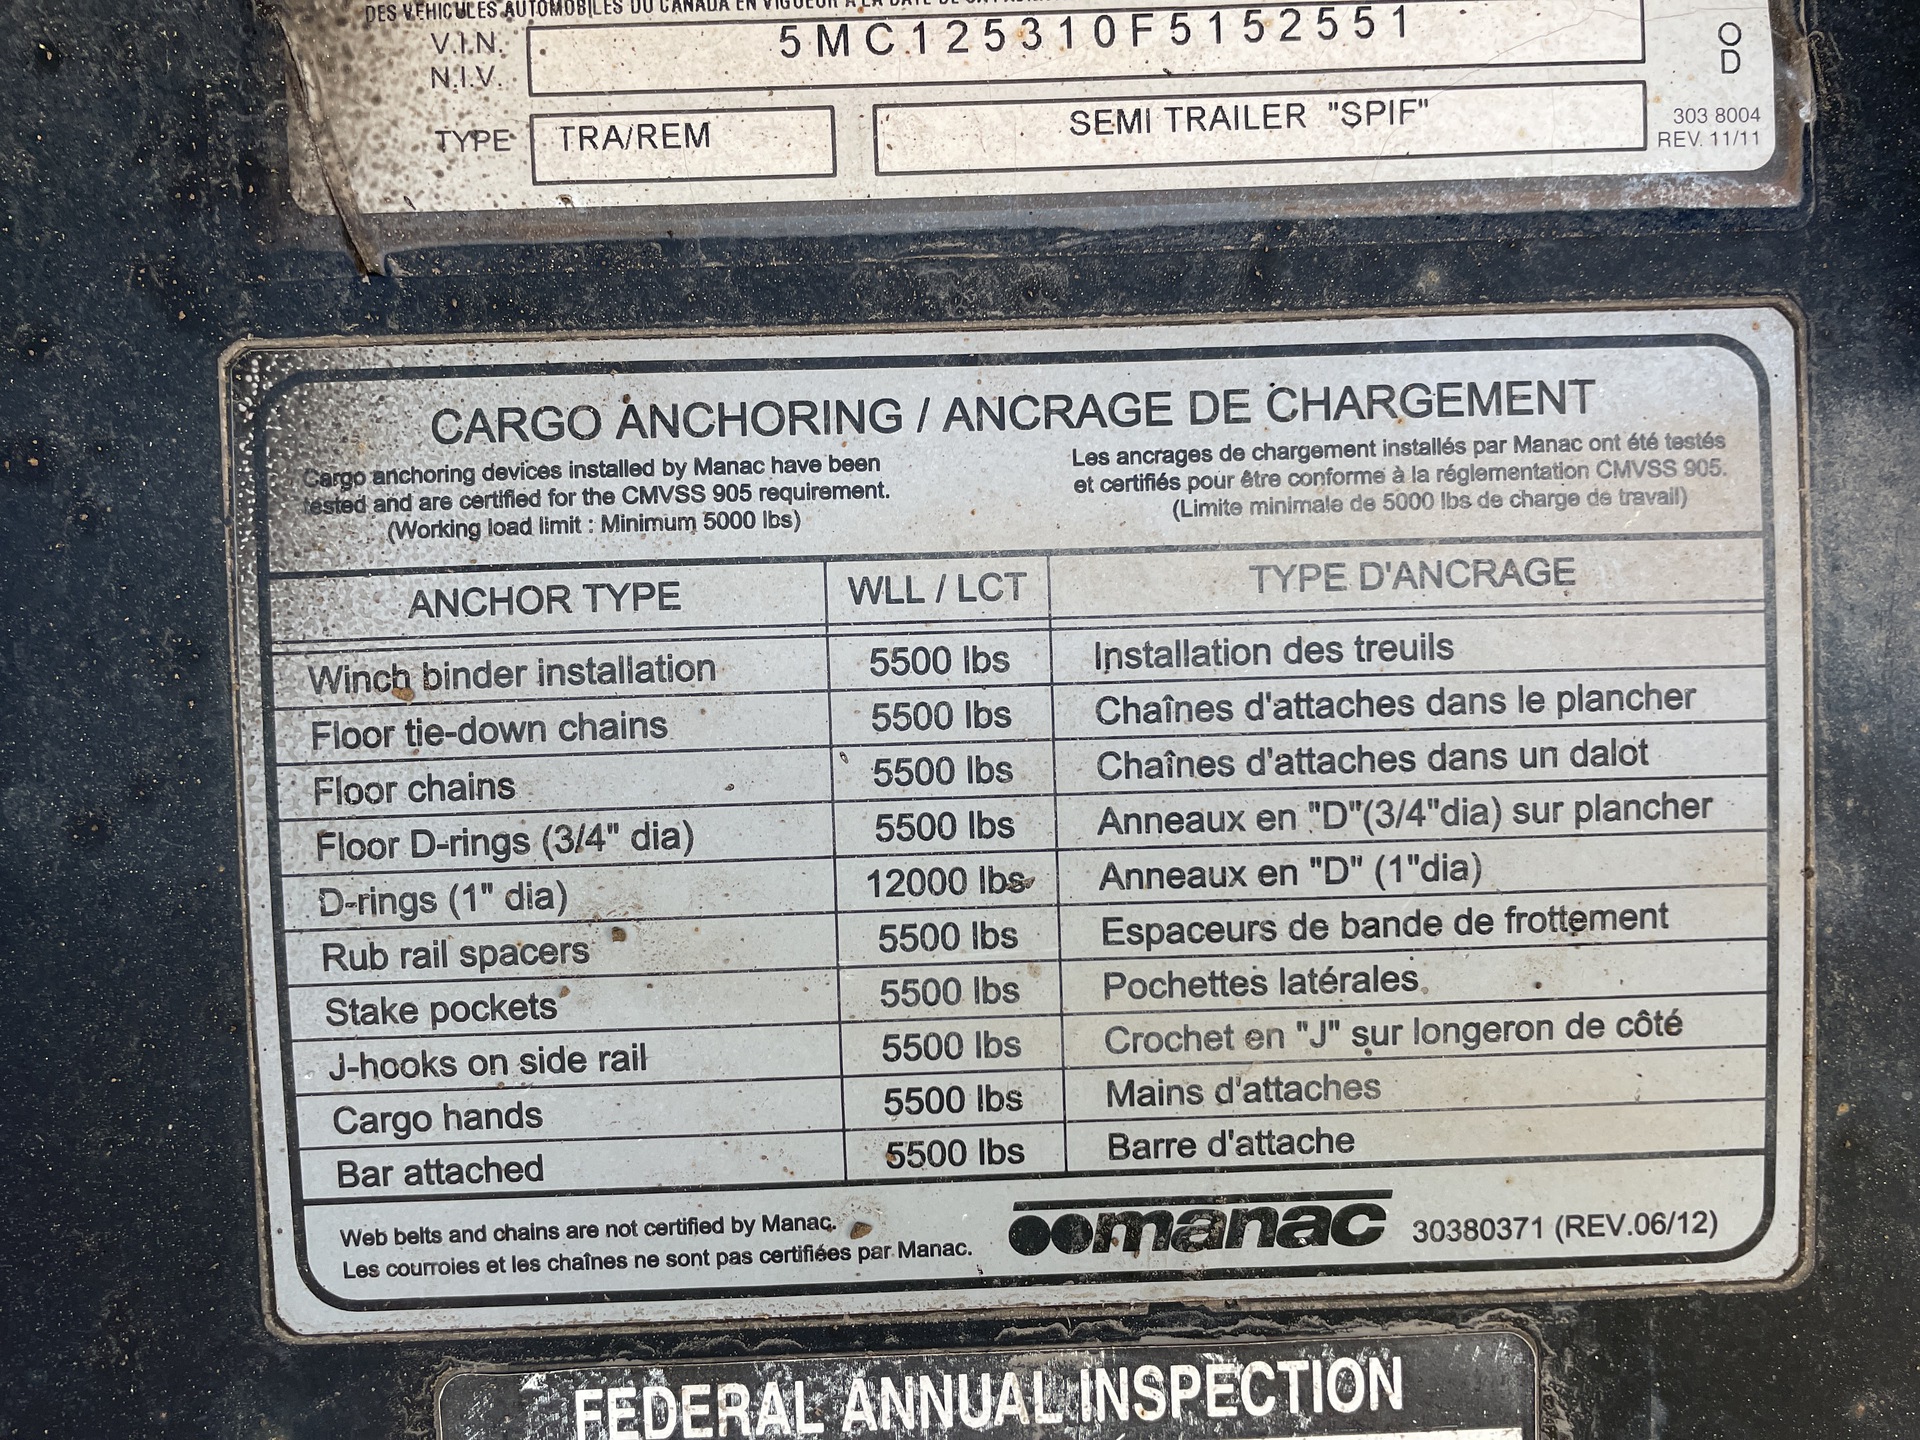 DES VÉHICULES AUTOMOBILES DU CANADA EN VIGUEUR À LA DATE DE
V.I.N.
N.I.V.
5MC125310F5152551
TYPE TRA/REM SEMI TRAILER "SPIF"
303 8004
REV. 11/11
CARGO ANCHORING / ANCRAGE DE CHARGEMENT
Cargo anchoring devices installed by Manac have been
tested and are certified for the CMVSS 905 requirement.
(Working load limit : Minimum 5000 lbs)
Les ancrages de chargement installés par Manac ont été testés
et certifiés pour être conforme à la réglementation CMVSS 905.
(Limite minimale de 5000 lbs de charge de travail)
ANCHOR TYPE WLL / LCT TYPE D'ANCRAGE
Winch binder installation 5500 lbs Installation des treuils
Floor tie-down chains 5500 lbs Chaînes d'attaches dans le plancher
Floor chains 5500 lbs Chaînes d'attaches dans un dalot
Floor D-rings (3/4" dia) 5500 lbs Anneaux en "D"(3/4"dia) sur plancher
D-rings (1" dia) 12000 lbs Anneaux en "D" (1"dia)
Rub rail spacers 5500 lbs Espaceurs de bande de frottement
Stake pockets 5500 lbs Pochettes latérales
J-hooks on side rail 5500 lbs Crochet en "J" sur longeron de côté
Cargo hands 5500 lbs Mains d'attaches
Bar attached 5500 lbs Barre d'attache
Web belts and chains are not certified by Manac.
Les courroies et les chaînes ne sont pas certifiées par Manac.
manac 30380371 (REV.06/12)
FEDERAL ANNUAL INSPECTION